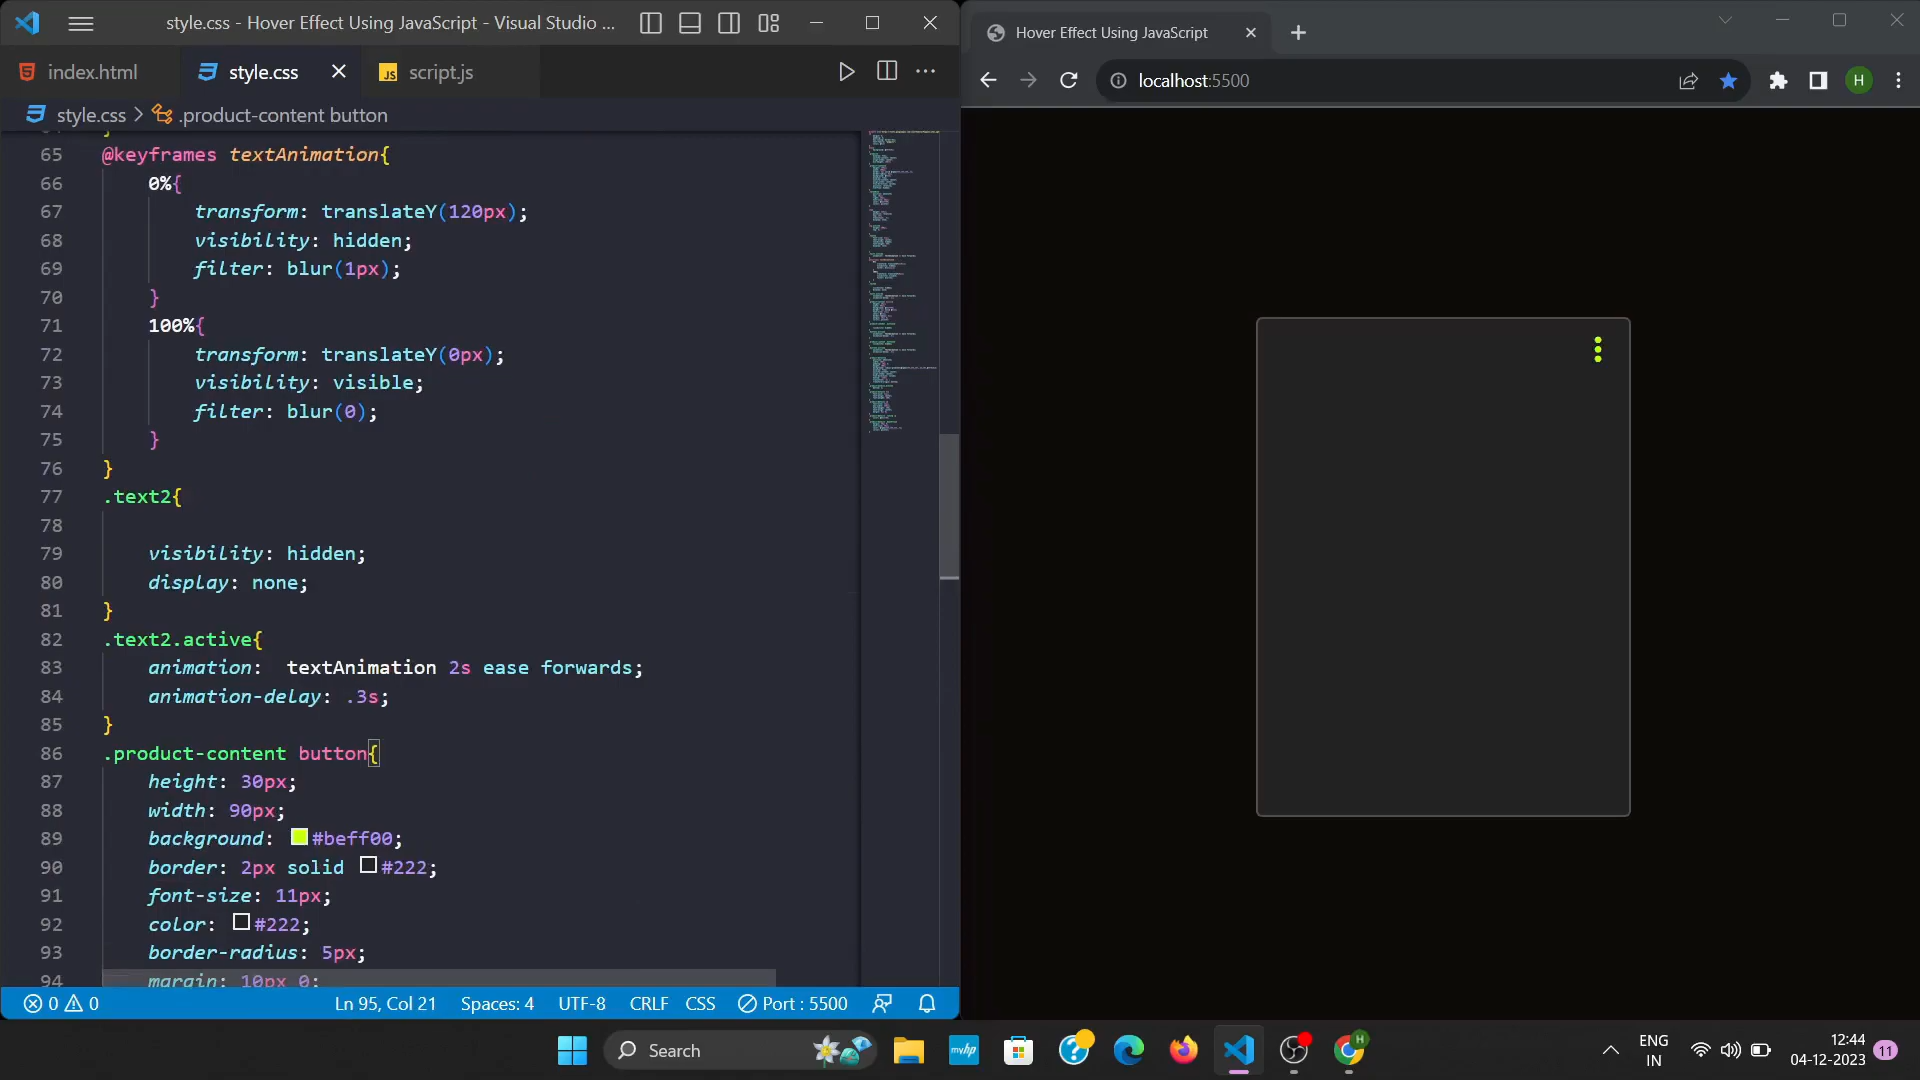 style.css - Hover Effect Using JavaScript - Visual Studio ...
index.html
style.css
JS script.js
style.css > .product-content button
65 @keyframes textAnimation{
66 0%{
67 transform: translateY(120px);
68 visibility: hidden;
69 filter: blur(1px);
70 }
71 100%{
72 transform: translateY(0px);
73 visibility: visible;
74 filter: blur(0);
75 }
76 }
77 .text2{
78
79 visibility: hidden;
80 display: none;
81 }
82 .text2.active{
83 animation:  textAnimation 2s ease forwards;
84 animation-delay: .3s;
85 }
86 .product-content button{
87 height: 30px;
88 width: 90px;
89 background: #beff00;
90 border: 2px solid #222;
91 font-size: 11px;
92 color: #222;
93 border-radius: 5px;
94 margin: 10px 0;
0 0
Ln 95, Col 21
Spaces: 4
UTF-8
CRLF
CSS
Port : 5500
Hover Effect Using JavaScript
localhost:5500
H
Search
myhp
H
ENG
IN
12:44
04-12-2023
11